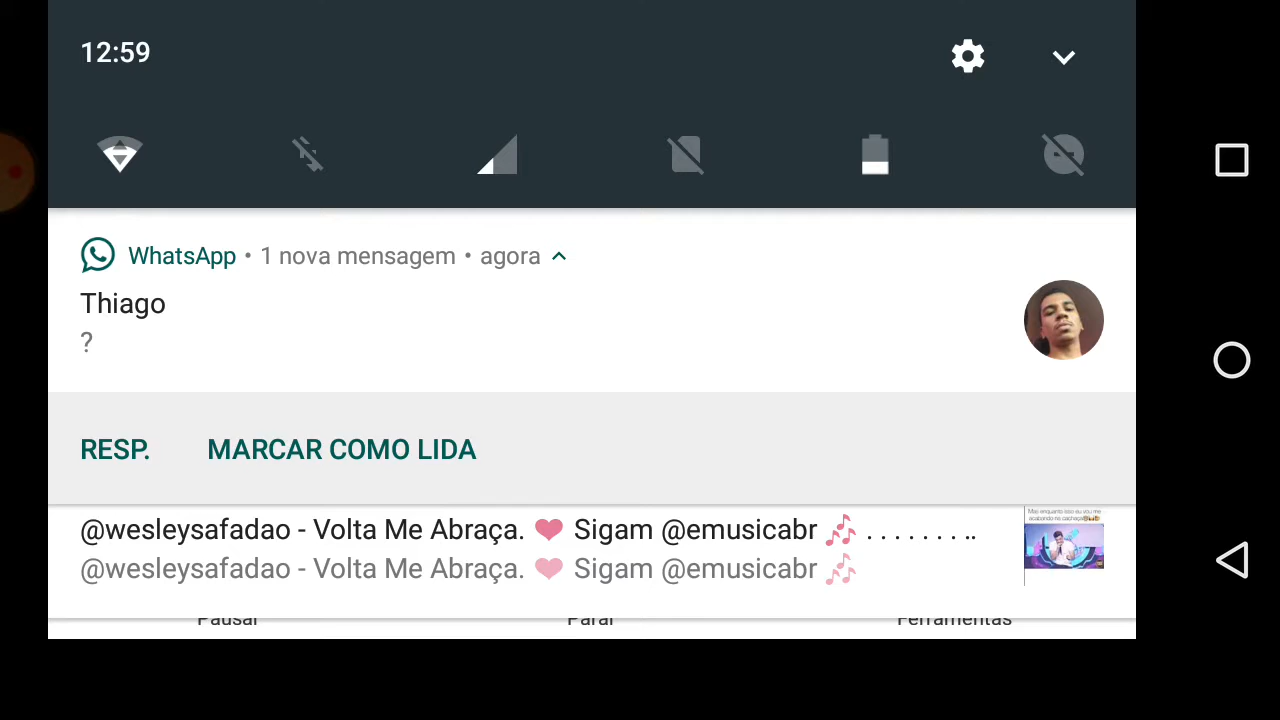 12:59
WhatsApp • 1 nova mensagem • agora
Thiago
?
RESP. MARCAR COMO LIDA
@wesleysafadao - Volta Me Abraça. 💗 Sigam @emusicabr 🎶 . . . . . . . ..
@wesleysafadao - Volta Me Abraça. 💗 Sigam @emusicabr 🎶
Pausar Parar Ferramentas